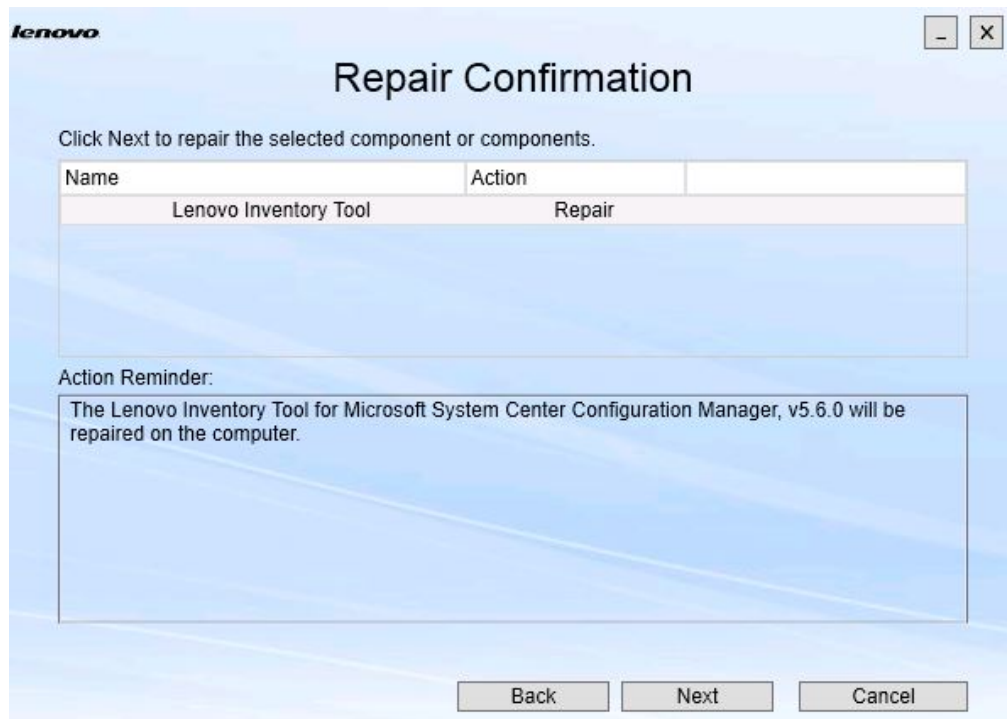 lenovo
_ X
Repair Confirmation
Click Next to repair the selected component or components.
Name Action
Lenovo Inventory Tool Repair
Action Reminder:
The Lenovo Inventory Tool for Microsoft System Center Configuration Manager, v5.6.0 will be
repaired on the computer.
Back Next Cancel